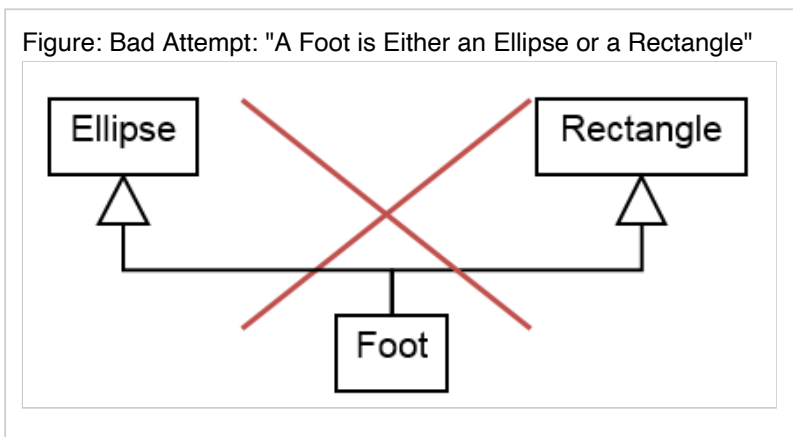 Figure: Bad Attempt: "A Foot is Either an Ellipse or a Rectangle"
Ellipse
Rectangle
Foot